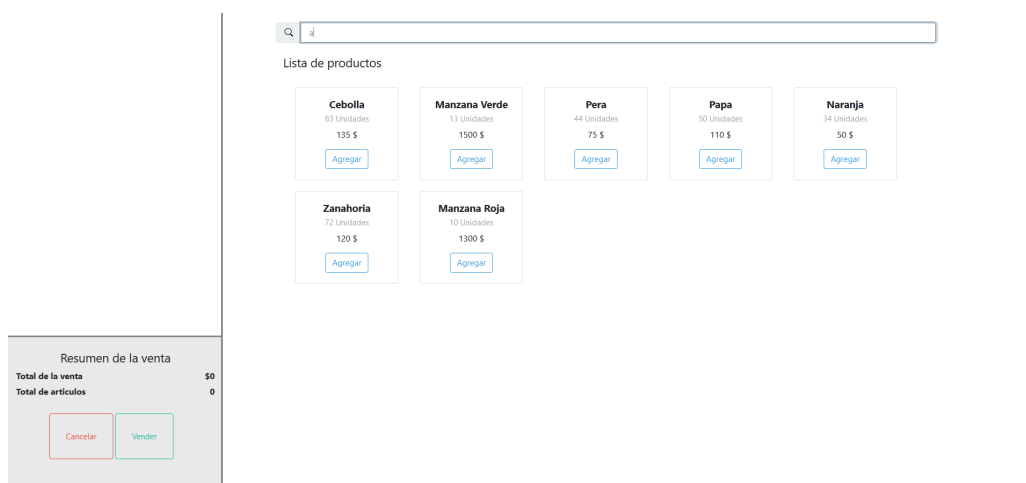 a
Lista de productos
Cebolla
83 Unidades
135 $
Agregar
Manzana Verde
13 Unidades
1500 $
Agregar
Pera
44 Unidades
75 $
Agregar
Papa
50 Unidades
110 $
Agregar
Naranja
34 Unidades
50 $
Agregar
Zanahoria
72 Unidades
120 $
Agregar
Manzana Roja
10 Unidades
1300 $
Agregar
Resumen de la venta
Total de la venta $0
Total de articulos 0
Cancelar Vender